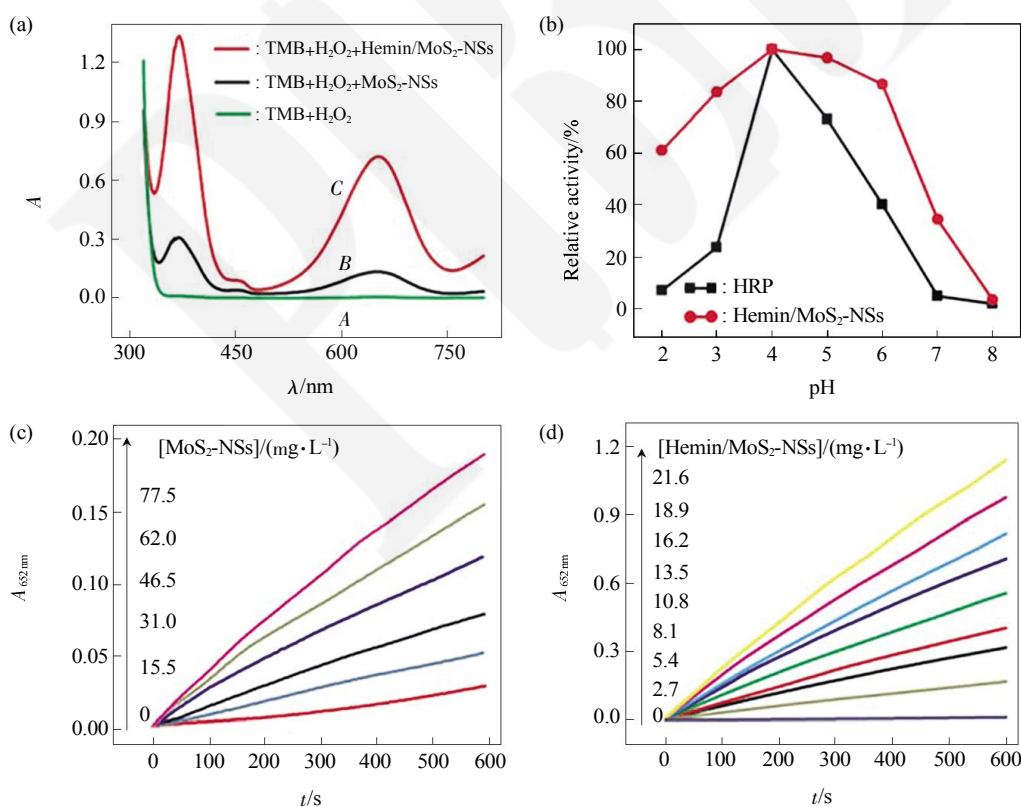 (a)
: TMB+H₂O₂+Hemin/MoS₂-NSs
: TMB+H₂O₂+MoS₂-NSs
: TMB+H₂O₂
1.2
0.9
0.6
0.3
0.0
A
C
B
A
300
450
600
750
λ/nm
(b)
100
80
60
40
20
0
Relative activity/%
: HRP
: Hemin/MoS₂-NSs
2
3
4
5
6
7
8
pH
(c)
0.20
0.15
0.10
0.05
0.00
A652 nm
[MoS₂-NSs]/(mg·L⁻¹)
77.5
62.0
46.5
31.0
15.5
0
0
100
200
300
400
500
600
t/s
(d)
1.2
0.9
0.6
0.3
0.0
A652 nm
[Hemin/MoS₂-NSs]/(mg·L⁻¹)
21.6
18.9
16.2
13.5
10.8
8.1
5.4
2.7
0
0
100
200
300
400
500
600
t/s